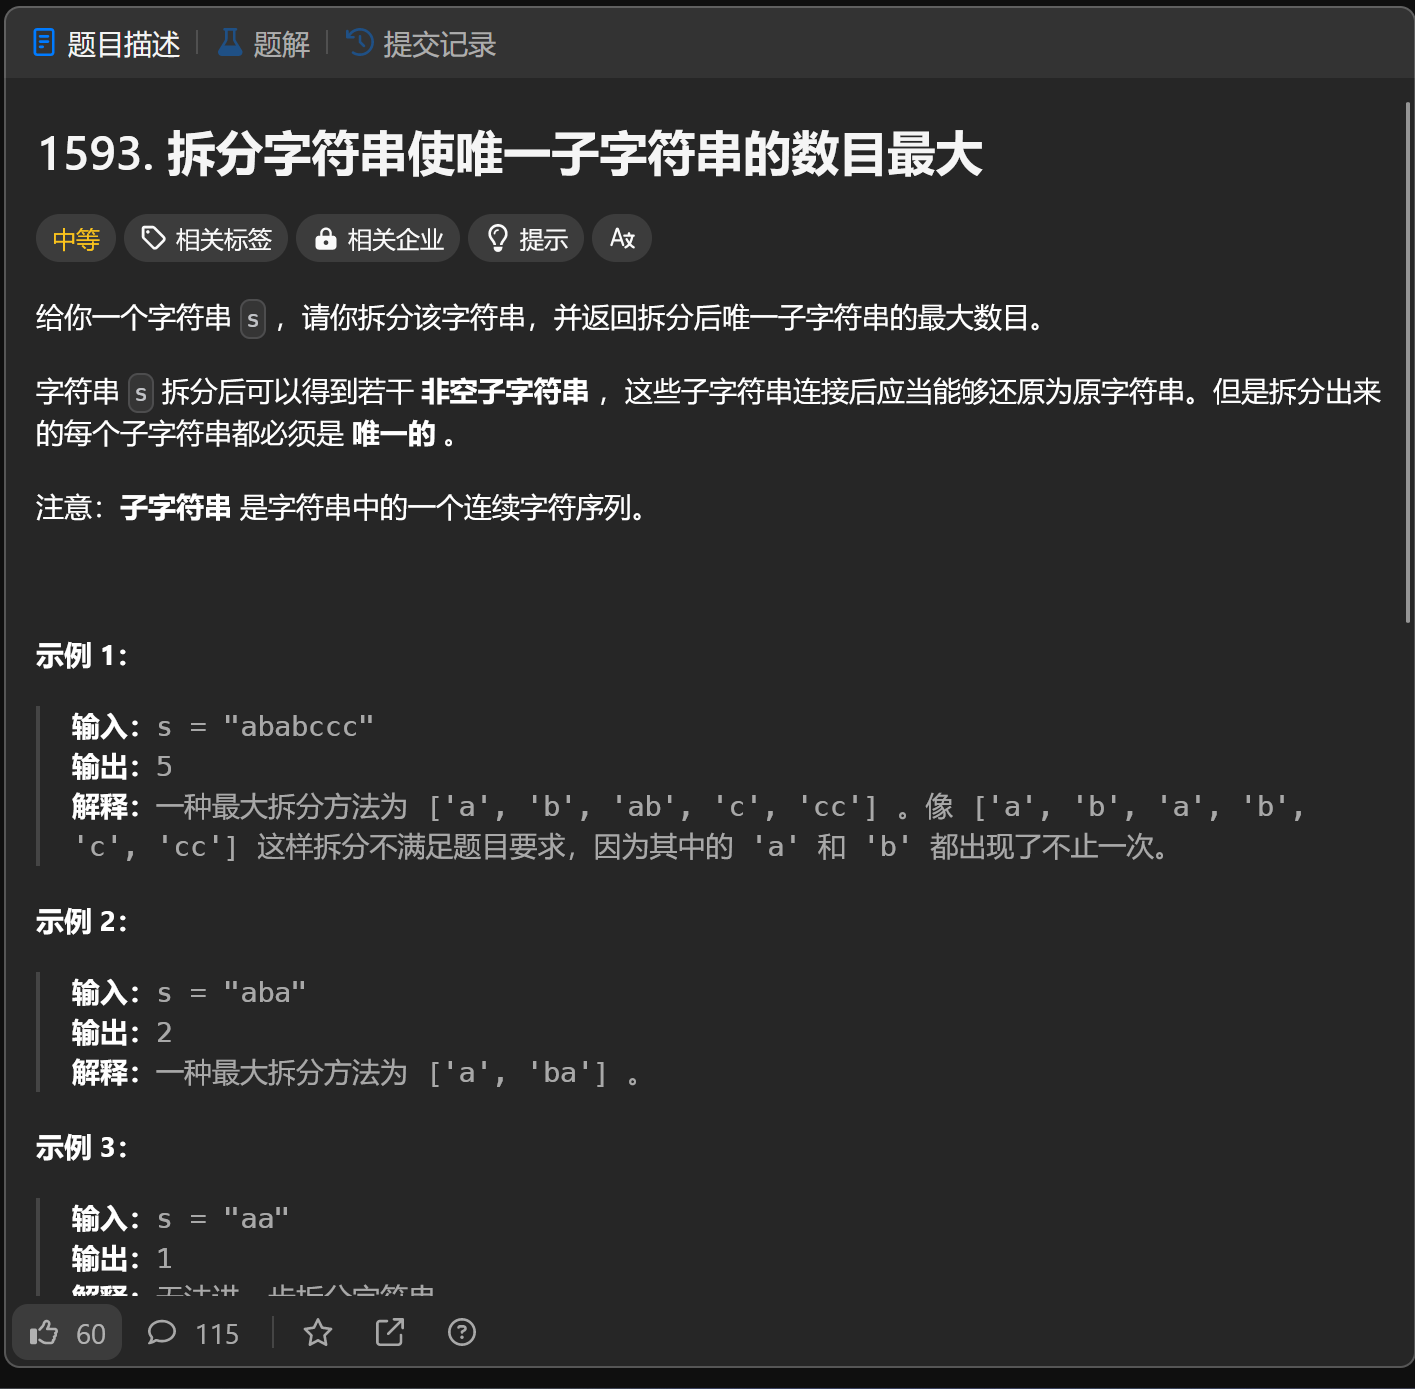 题目描述 | 题解 | 提交记录
1593. 拆分字符串使唯一子字符串的数目最大
中等 相关标签 相关企业 提示 A文
给你一个字符串 s ，请你拆分该字符串，并返回拆分后唯一子字符串的最大数目。
字符串 s 拆分后可以得到若干 非空子字符串 ，这些子字符串连接后应当能够还原为原字符串。但是拆分出来
的每个子字符串都必须是 唯一的 。
注意：子字符串 是字符串中的一个连续字符序列。
示例 1：
输入：s = "ababccc"
输出：5
解释：一种最大拆分方法为 ['a', 'b', 'ab', 'c', 'cc'] 。像 ['a', 'b', 'a', 'b',
'c', 'cc'] 这样拆分不满足题目要求，因为其中的 'a' 和 'b' 都出现了不止一次。
示例 2：
输入：s = "aba"
输出：2
解释：一种最大拆分方法为 ['a', 'ba'] 。
示例 3：
输入：s = "aa"
输出：1
解释：无法进一步拆分字符串
60 115